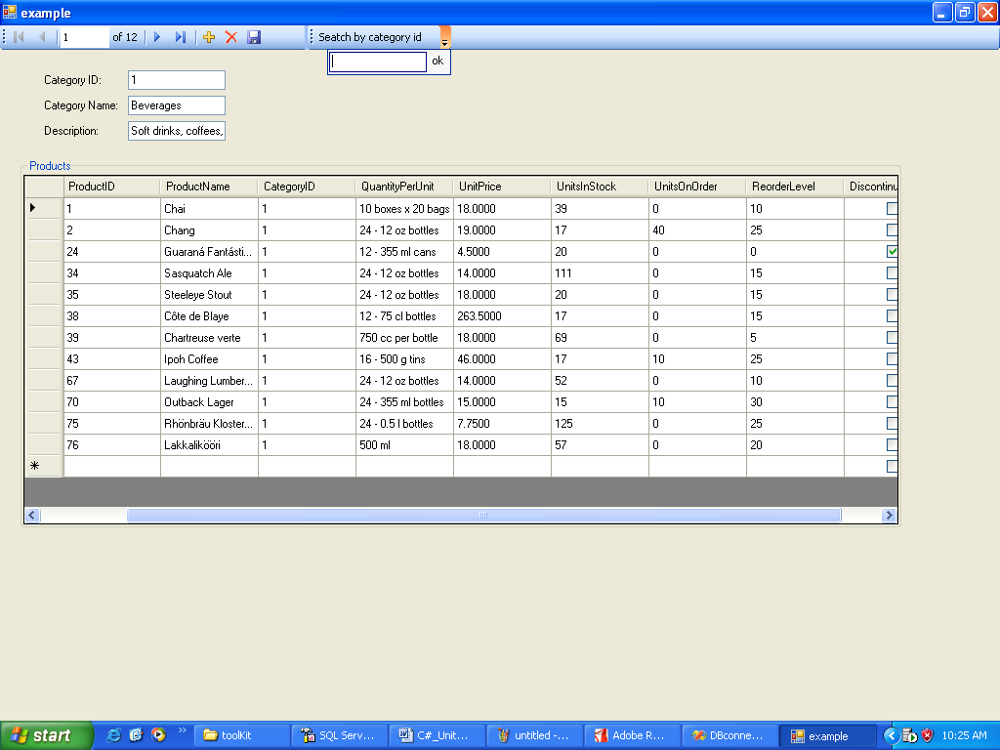 example
1 of 12 Seatch by category id
ok
Category ID: 1
Category Name: Beverages
Description: Soft drinks, coffees,
Products
ProductID ProductName CategoryID QuantityPerUnit UnitPrice UnitsInStock UnitsOnOrder ReorderLevel Discontinu
1 Chai 1 10 boxes x 20 bags 18.0000 39 0 10
2 Chang 1 24 - 12 oz bottles 19.0000 17 40 25
24 Guaraná Fantásti... 1 12 - 355 ml cans 4.5000 20 0 0
34 Sasquatch Ale 1 24 - 12 oz bottles 14.0000 111 0 15
35 Steeleye Stout 1 24 - 12 oz bottles 18.0000 20 0 15
38 Côte de Blaye 1 12 - 75 cl bottles 263.5000 17 0 15
39 Chartreuse verte 1 750 cc per bottle 18.0000 69 0 5
43 Ipoh Coffee 1 16 - 500 g tins 46.0000 17 10 25
67 Laughing Lumber... 1 24 - 12 oz bottles 14.0000 52 0 10
70 Outback Lager 1 24 - 355 ml bottles 15.0000 15 10 30
75 Rhönbräu Kloster... 1 24 - 0.5 l bottles 7.7500 125 0 25
76 Lakkalikööri 1 500 ml 18.0000 57 0 20
start toolKit SQL Serv... C#_Unit... untitled -... Adobe R... DBconne... example 10:25 AM